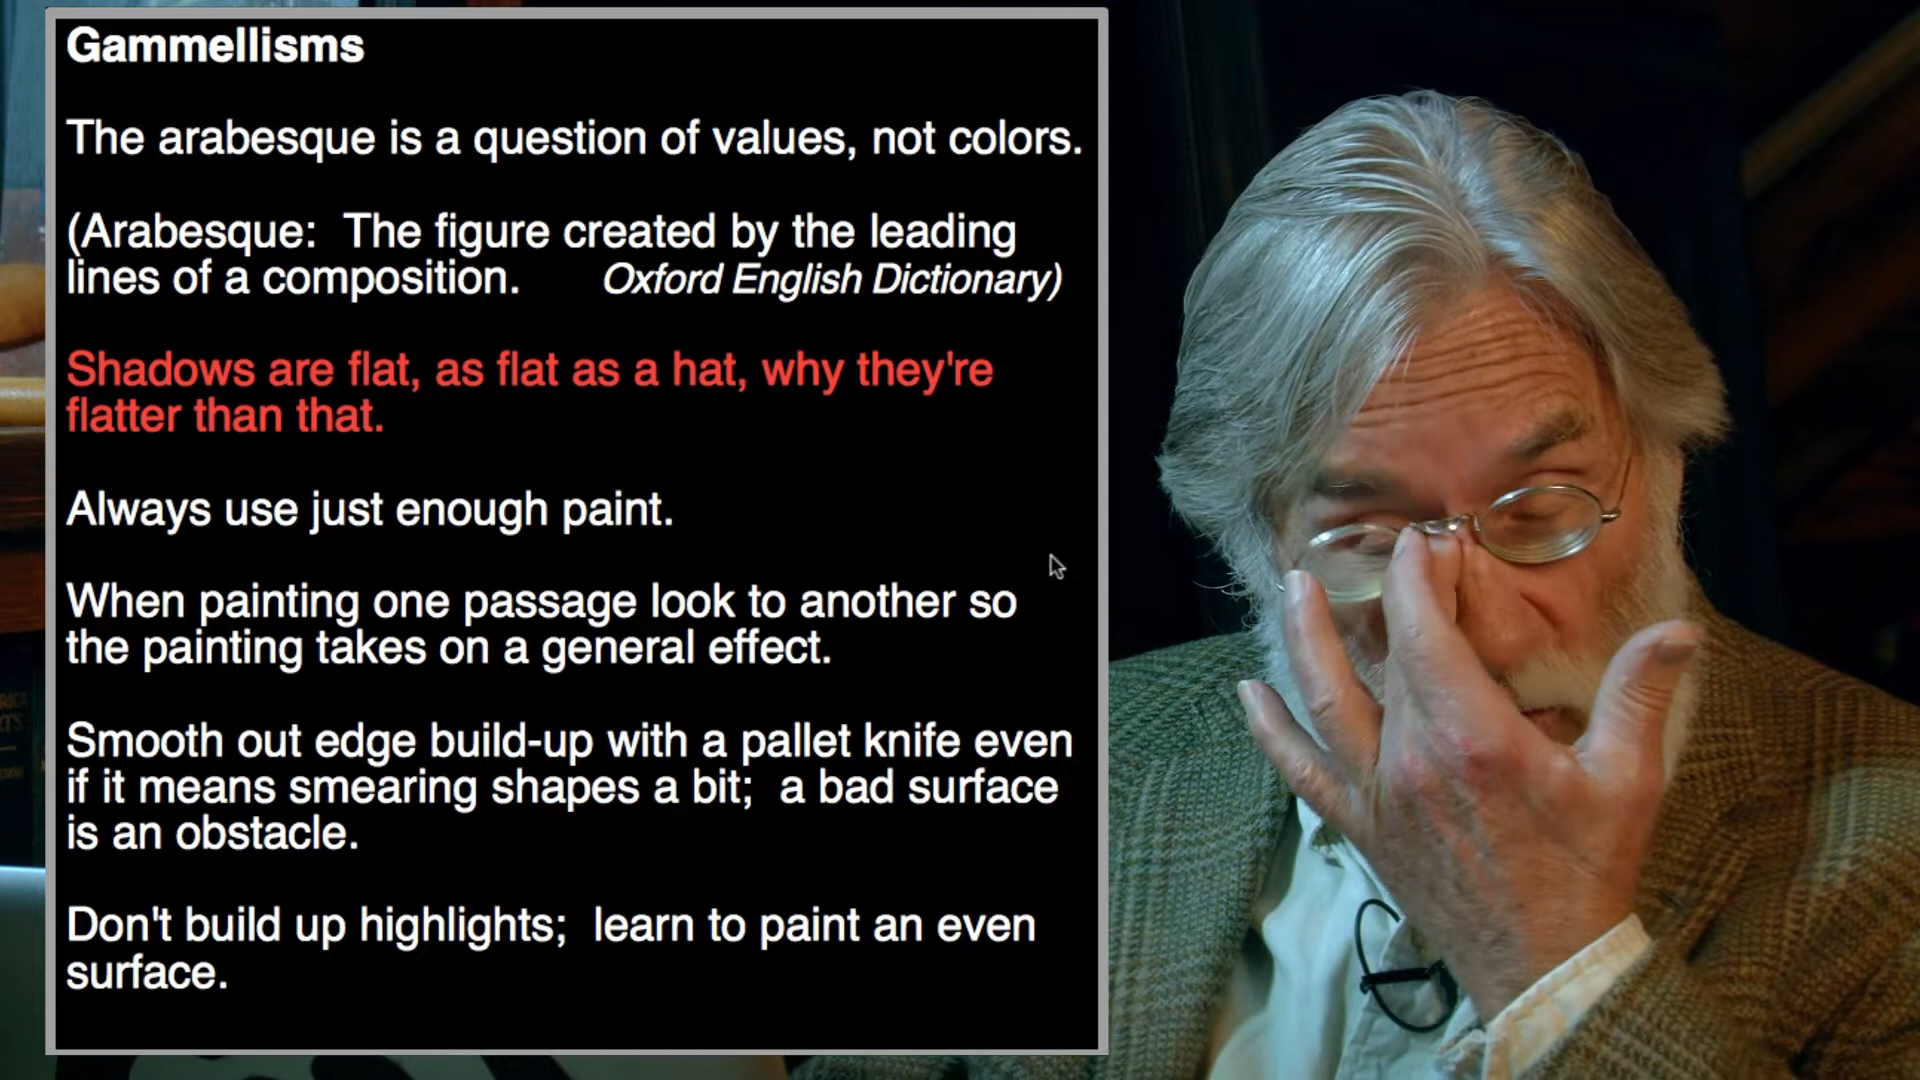 Gammellisms
The arabesque is a question of values, not colors.
(Arabesque:  The figure created by the leading
lines of a composition.      Oxford English Dictionary)
Shadows are flat, as flat as a hat, why they're
flatter than that.
Always use just enough paint.
When painting one passage look to another so
the painting takes on a general effect.
Smooth out edge build-up with a pallet knife even
if it means smearing shapes a bit;  a bad surface
is an obstacle.
Don't build up highlights;  learn to paint an even
surface.